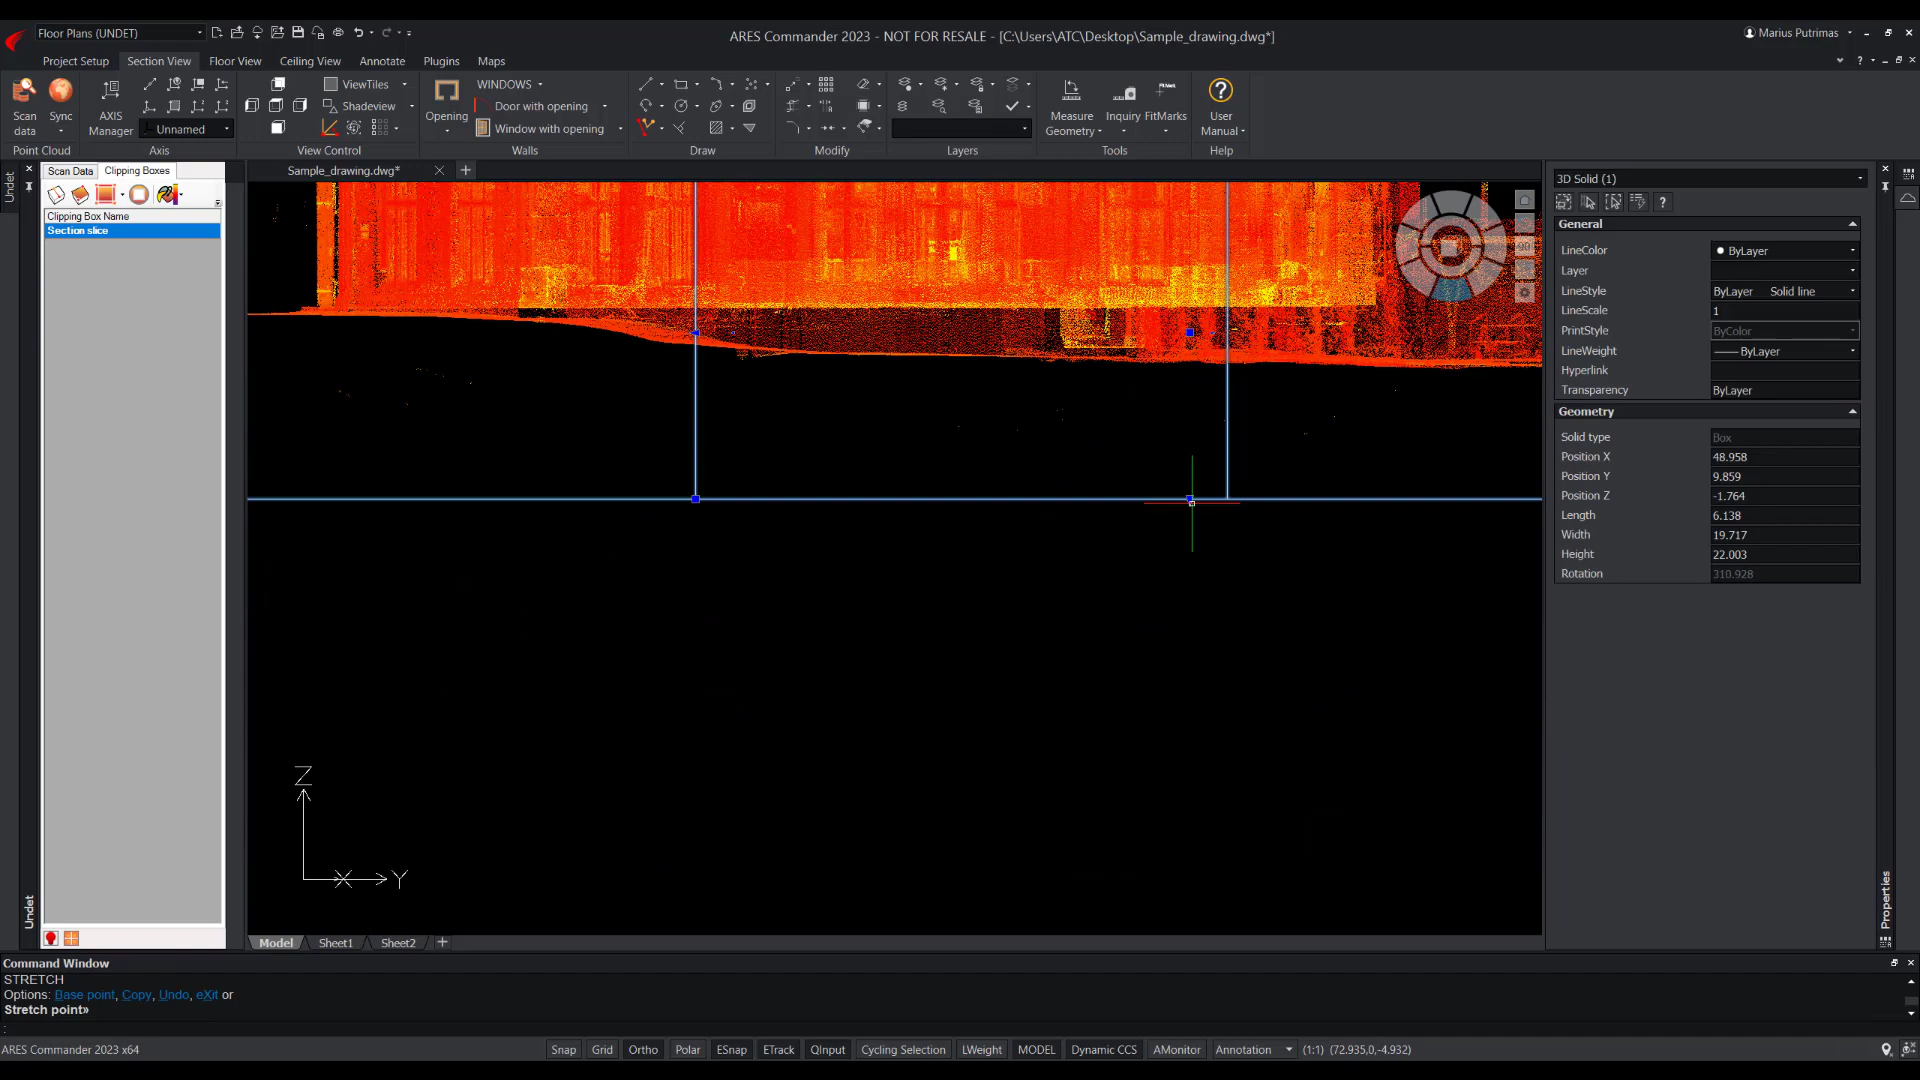 Floor Plans (UNDET)
ARES Commander 2023 - NOT FOR RESALE - [C:\Users\ATC\Desktop\Sample_drawing.dwg*]
Marius Putrimas
Project Setup
Section View
Floor View
Ceiling View
Annotate
Plugins
Maps
Scan data
Sync
Point Cloud
AXIS Manager
Unnamed
Axis
ViewTiles
Shadeview
View Control
Opening
WINDOWS
Door with opening
Window with opening
Walls
Draw
Modify
Layers
Measure Geometry
Inquiry
FitMarks
Tools
User Manual
Help
Undet
Scan Data
Clipping Boxes
Clipping Box Name
Section slice
Undet
Sample_drawing.dwg*
Z
X
Y
Model
Sheet1
Sheet2
3D Solid (1)
General
LineColor ByLayer
Layer
LineStyle ByLayer Solid line
LineScale 1
PrintStyle ByColor
LineWeight ByLayer
Hyperlink
Transparency ByLayer
Geometry
Solid type Box
Position X 48.958
Position Y 9.859
Position Z -1.764
Length 6.138
Width 19.717
Height 22.003
Rotation 310.928
Properties
Command Window
STRETCH
Options: Base point, Copy, Undo, eXit or
Stretch point»
:
ARES Commander 2023 x64
Snap
Grid
Ortho
Polar
ESnap
ETrack
QInput
Cycling Selection
LWeight
MODEL
Dynamic CCS
AMonitor
Annotation
(1:1) (72.935,0,-4.932)